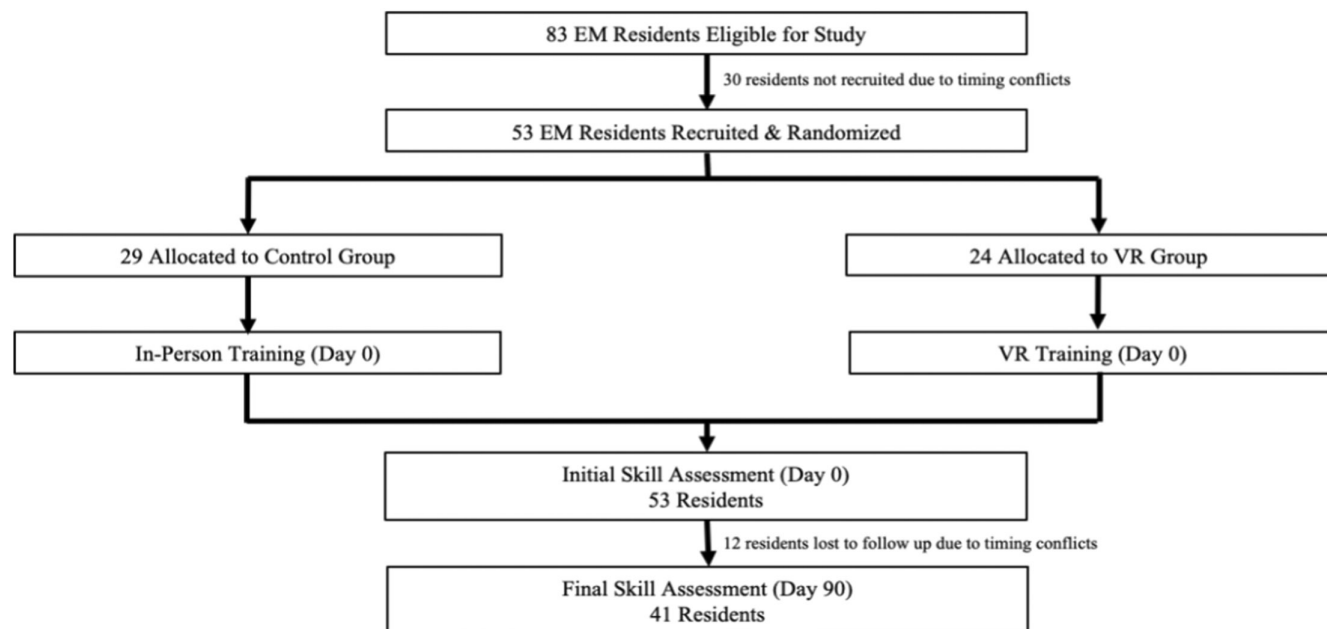 83 EM Residents Eligible for Study
30 residents not recruited due to timing conflicts
53 EM Residents Recruited & Randomized
29 Allocated to Control Group
24 Allocated to VR Group
In-Person Training (Day 0)
VR Training (Day 0)
Initial Skill Assessment (Day 0)
53 Residents
12 residents lost to follow up due to timing conflicts
Final Skill Assessment (Day 90)
41 Residents